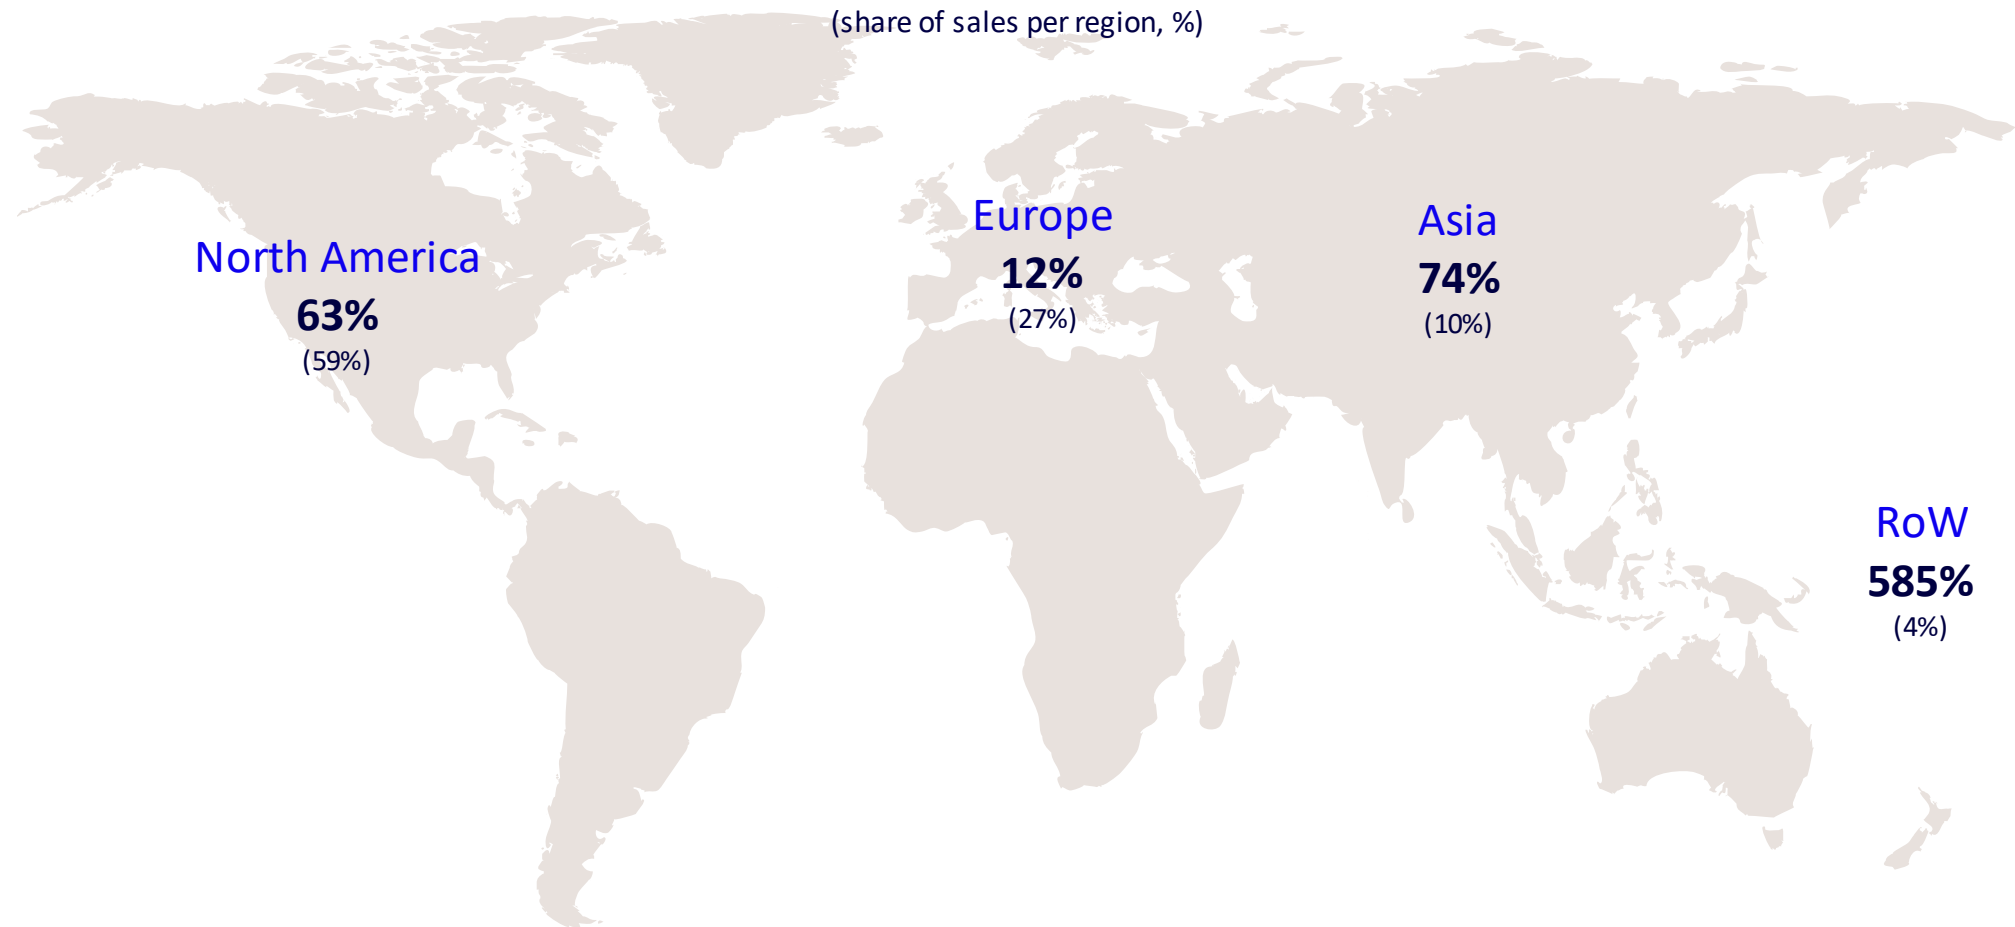 (share of sales per region, %)
North America
63%
(59%)
Europe
12%
(27%)
Asia
74%
(10%)
RoW
585%
(4%)